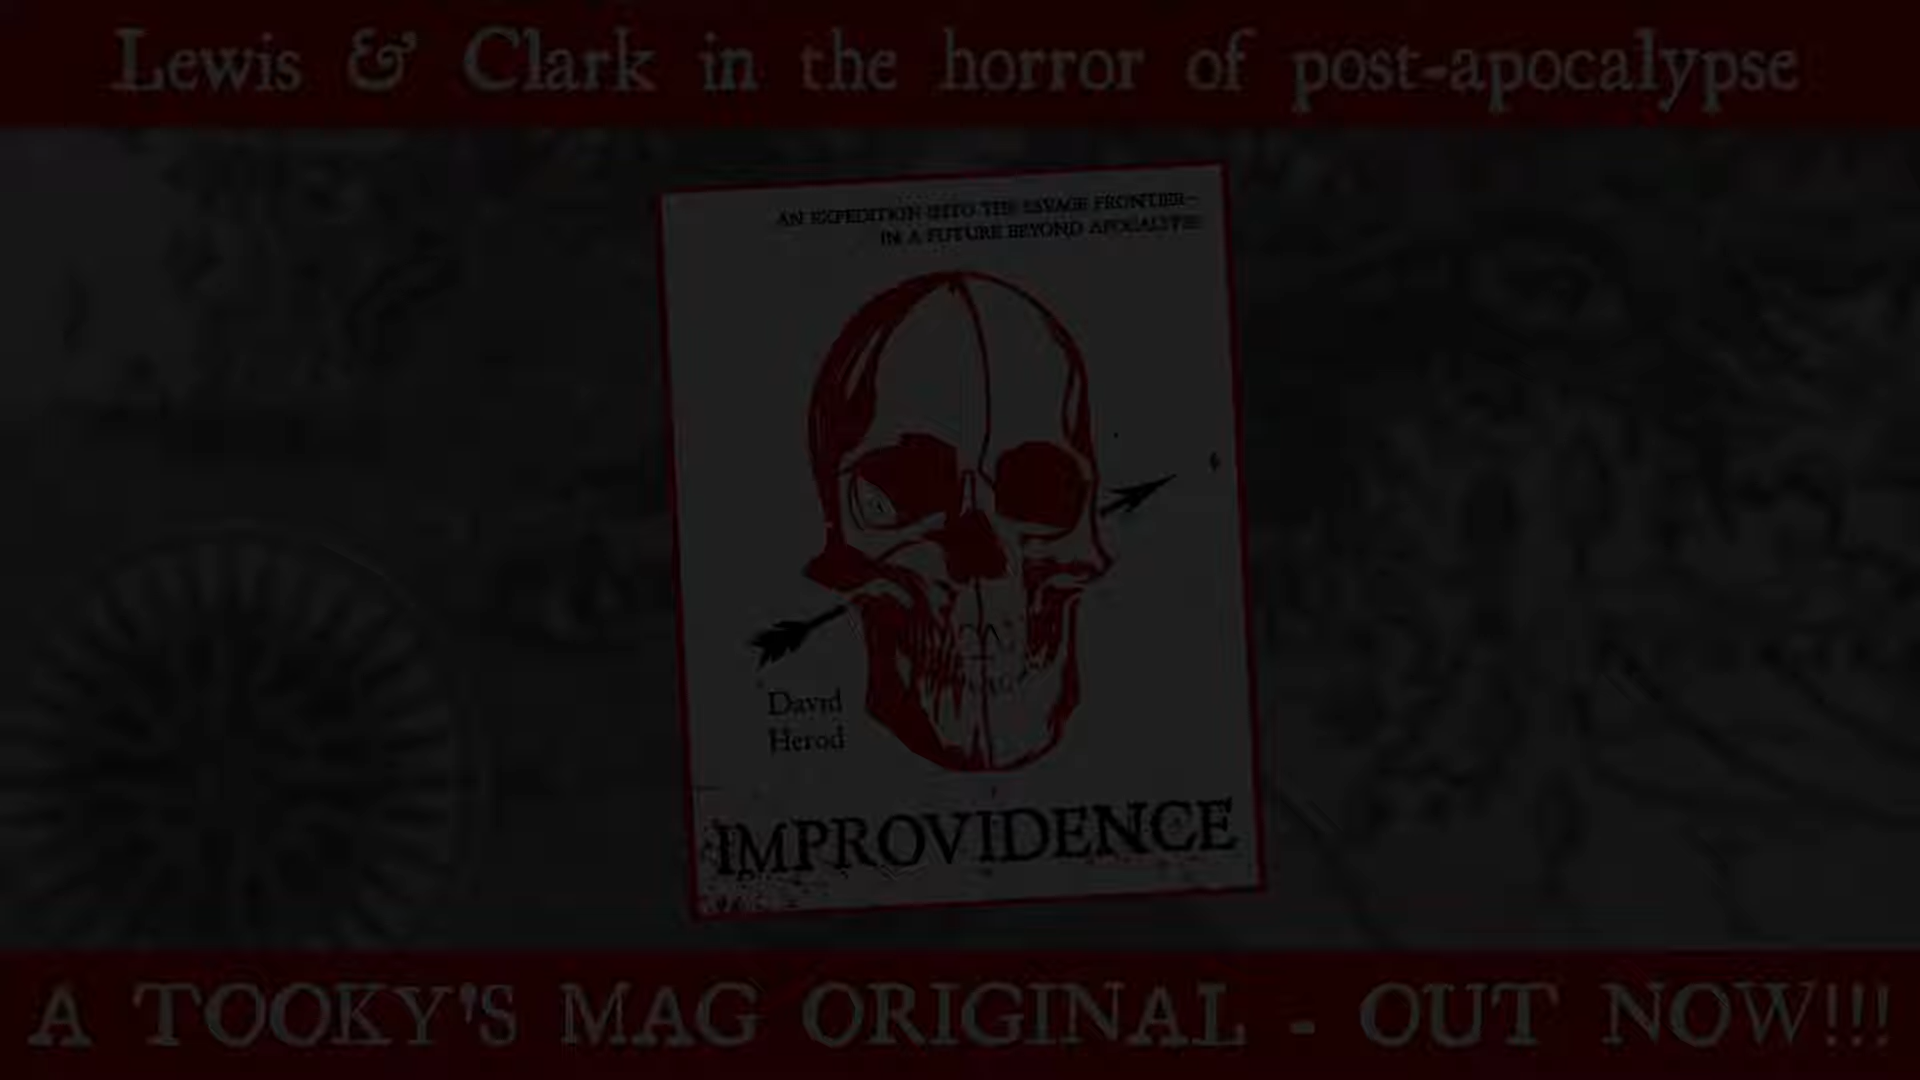 Lewis & Clark in the horror of post-apocalypse
AN EXPEDITION INTO THE SAVAGE FRONTIER–
IN A FUTURE BEYOND APOCALYPSE
David
Herod
IMPROVIDENCE
A TOOKY'S MAG ORIGINAL - OUT NOW!!!